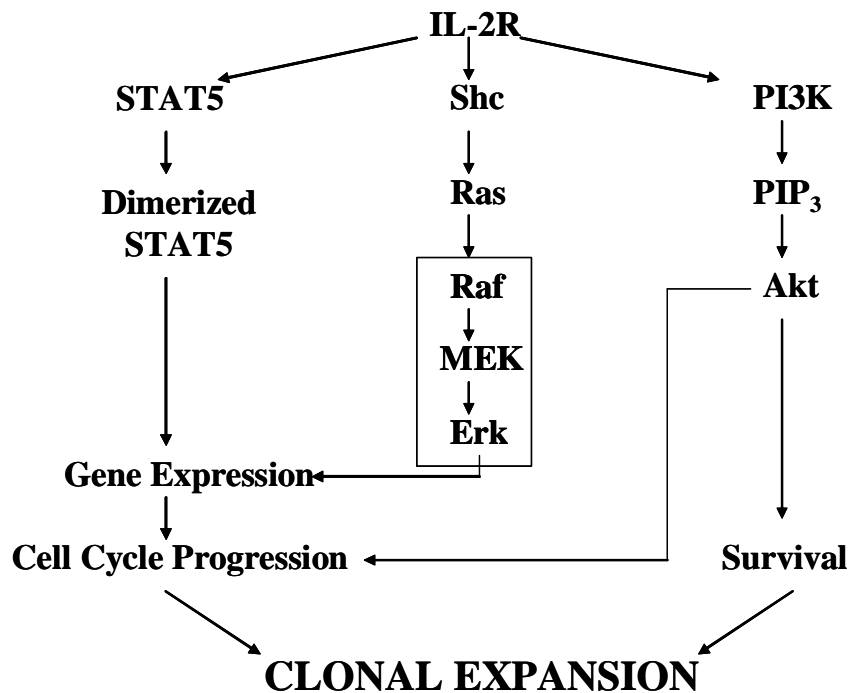 IL-2R
STAT5
Shc
PI3K
Dimerized
STAT5
Ras
PIP₃
Raf
Akt
MEK
Erk
Gene Expression
Cell Cycle Progression
Survival
CLONAL EXPANSION